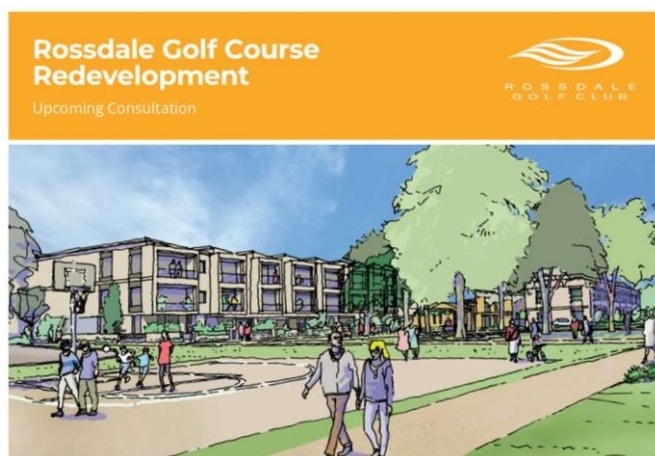 Rossdale Golf Course
Redevelopment
Upcoming Consultation
ROSSDALE
GOLF CLUB